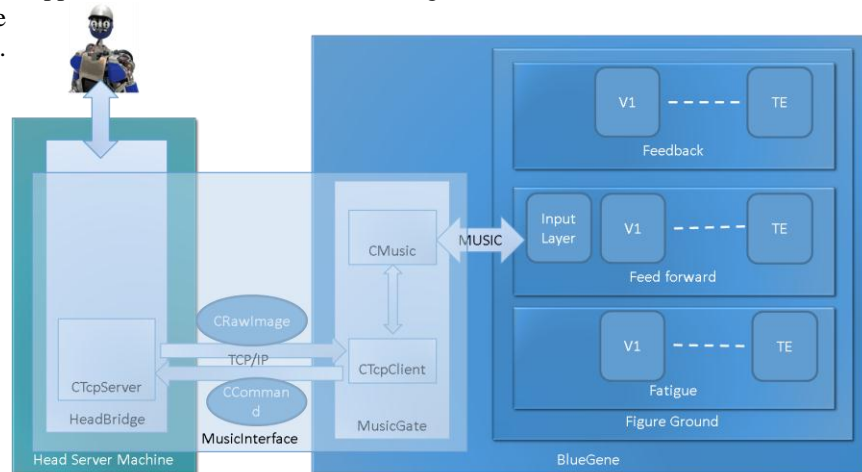 e
.
V1
TE
Feedback
MUSIC
Input
Layer
V1
TE
Feed forward
CMusic
CRawImage
TCP/IP
CTcpServer
CTcpClient
V1
TE
Fatigue
CComman
d
HeadBridge
MusicInterface
MusicGate
Figure Ground
Head Server Machine
BlueGene